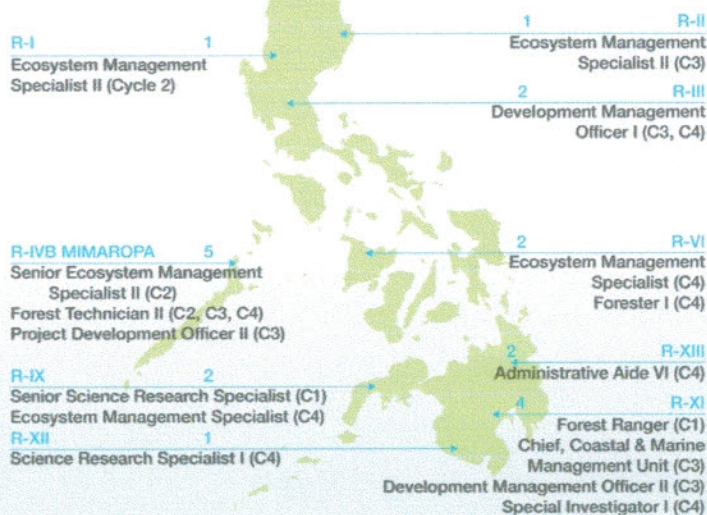 R-I 1
Ecosystem Management
Specialist II (Cycle 2)
1 R-II
Ecosystem Management
Specialist II (C3)
2 R-III
Development Management
Officer I (C3, C4)
R-IVB MIMAROPA 5
Senior Ecosystem Management
Specialist II (C2)
Forest Technician II (C2, C3, C4)
Project Development Officer II (C3)
2 R-VI
Ecosystem Management
Specialist (C4)
Forester I (C4)
R-IX 2
Senior Science Research Specialist (C1)
Ecosystem Management Specialist (C4)
R-XII 1
Science Research Specialist I (C4)
2 R-XIII
Administrative Aide VI (C4)
4 R-XI
Forest Ranger (C1)
Chief, Coastal & Marine
Management Unit (C3)
Development Management Officer II (C3)
Special Investigator I (C4)